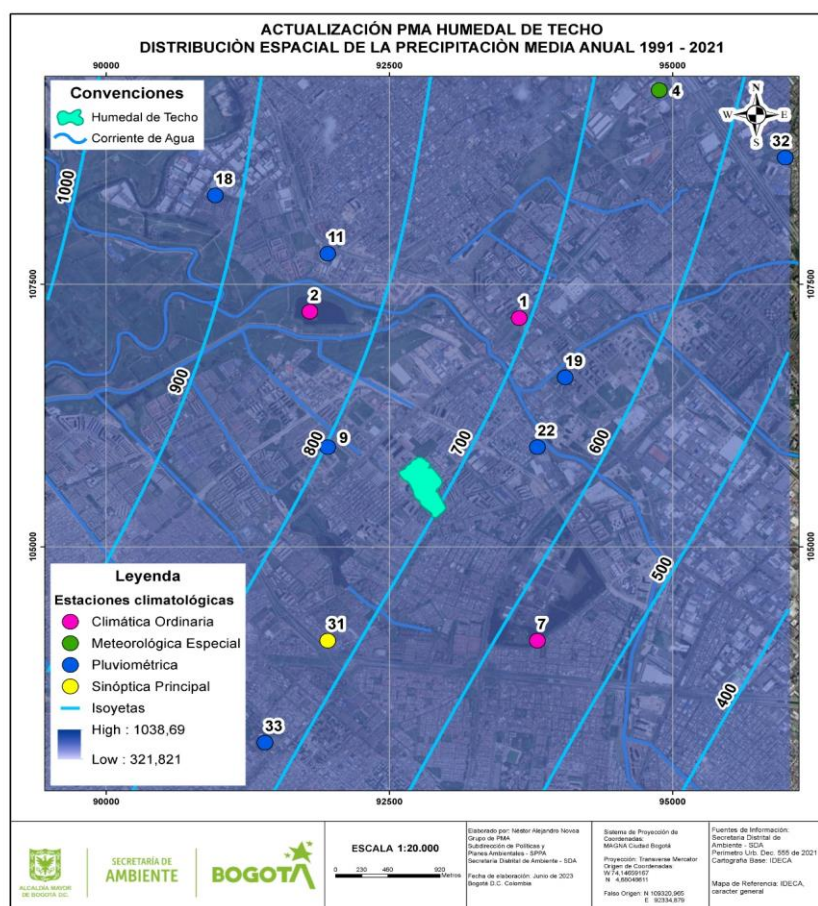 ACTUALIZACIÓN PMA HUMEDAL DE TECHO
DISTRIBUCIÒN ESPACIAL DE LA PRECIPITACIÒN MEDIA ANUAL 1991 - 2021
90000
92500
95000
Convenciones
Humedal de Techo
Corriente de Agua
N
W
E
S
4
32
18
1000
11
107500
107500
2
1
19
900
800
9
700
22
600
105000
105000
500
31
7
400
33
Leyenda
Estaciones climatológicas
Climática Ordinaria
Meteorológica Especial
Pluviométrica
Sinóptica Principal
Isoyetas
High : 1038,69
Low : 321,821
90000
92500
95000
ALCALDÍA MAYOR
DE BOGOTÁ D.C.
SECRETARÍA DE
AMBIENTE
BOGOTÁ
ESCALA 1:20.000
0 230 460 920
Metros
Elaborado por: Néstor Alejandro Novoa
Grupo de PMA
Subdirección de Políticas y
Planes Ambientales - SPPA
Secretaría Distrital de Ambiente - SDA
Fecha de elaboración: Junio de 2023
Bogotá D.C. Colombia
Sistema de Proyección de
Coordenadas:
MAGNA Ciudad Bogotá
Proyección: Transverse Mercator
Origen de Coordenadas:
W 74,14659167
N 4,68048611
Falso Origen: N 109320,965
E 92334,879
Fuentes de Información:
Secretaría Distrital de
Ambiente - SDA
Perímetro Urb. Dec. 555 de 2021
Cartografía Base: IDECA
Mapa de Referencia: IDECA,
caracter general